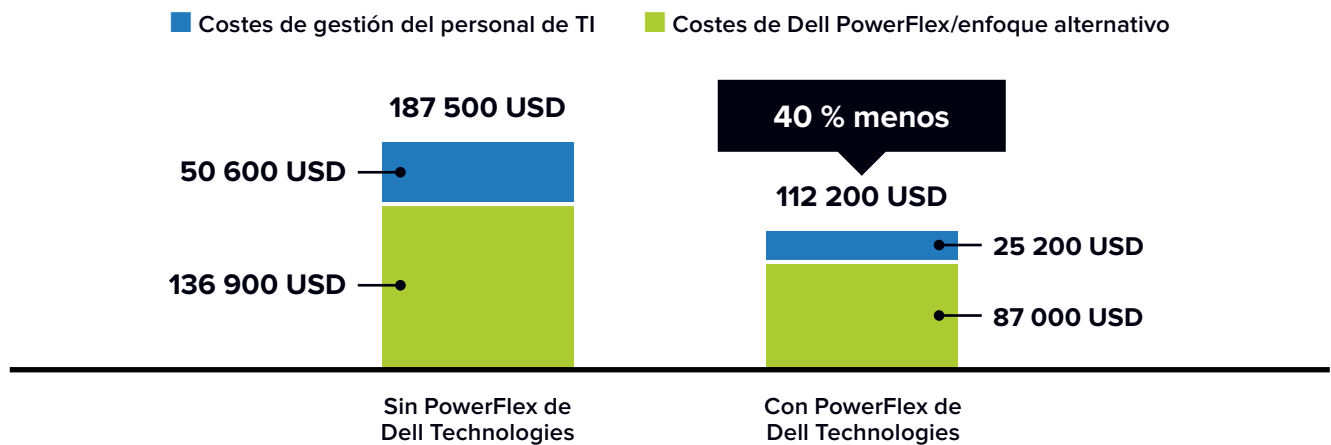 Costes de gestión del personal de TI
Costes de Dell PowerFlex/enfoque alternativo
187 500 USD
50 600 USD
136 900 USD
Sin PowerFlex de
Dell Technologies
40 % menos
112 200 USD
25 200 USD
87 000 USD
Con PowerFlex de
Dell Technologies